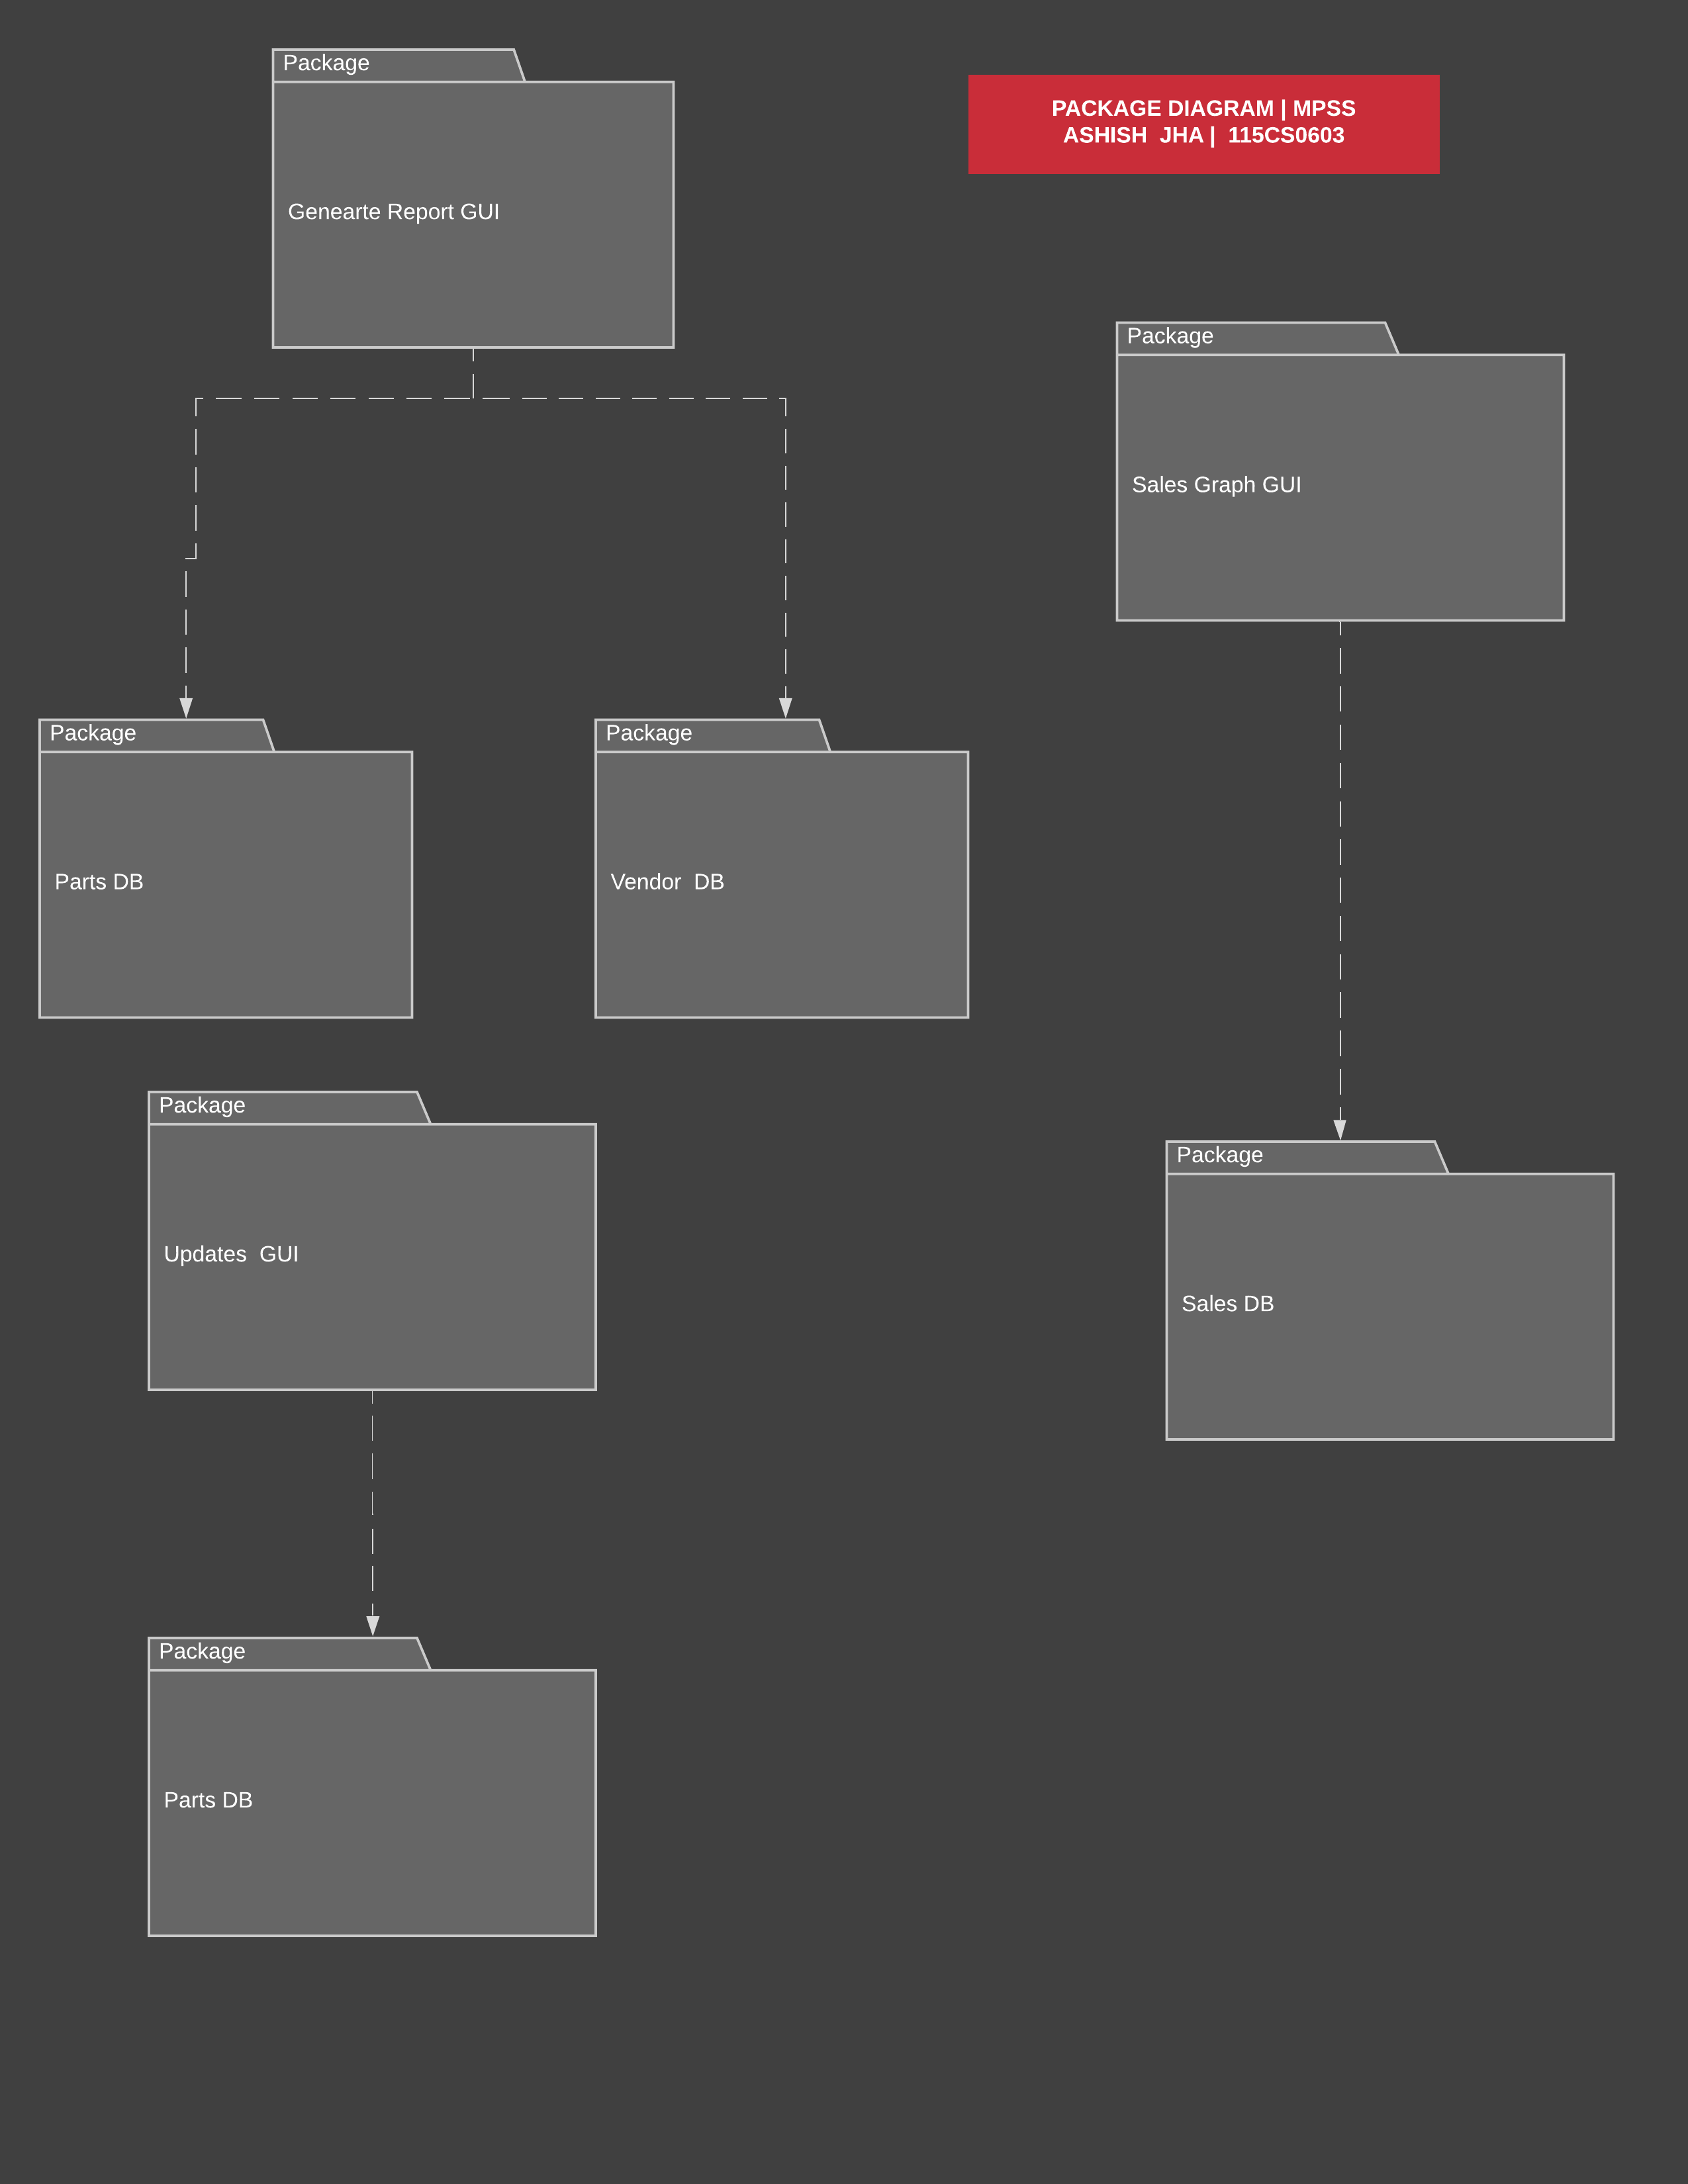 Package
Genearte Report GUI
PACKAGE DIAGRAM | MPSS
ASHISH  JHA |  115CS0603
Package
Sales Graph GUI
Package
Parts DB
Package
Vendor  DB
Package
Updates  GUI
Package
Sales DB
Package
Parts DB